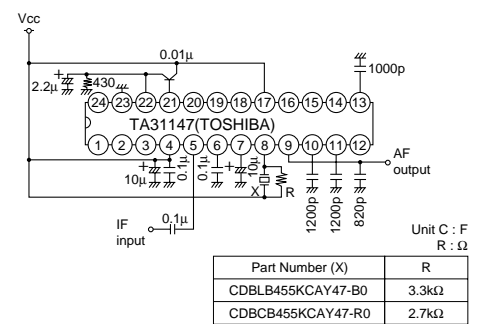 Vcc
0.01μ
1000p
2.2μ
430
24 23 22 21 20 19 18 17 16 15 14 13
TA31147(TOSHIBA)
1 2 3 4 5 6 7 8 9 10 11 12
10μ
0.1μ
0.1μ
10μ
X
R
1200p
1200p
820p
AF
output
IF
input
0.1μ
Unit C : F
R : Ω
Part Number (X) R
CDBLB455KCAY47-B0 3.3kΩ
CDBCB455KCAY47-R0 2.7kΩ